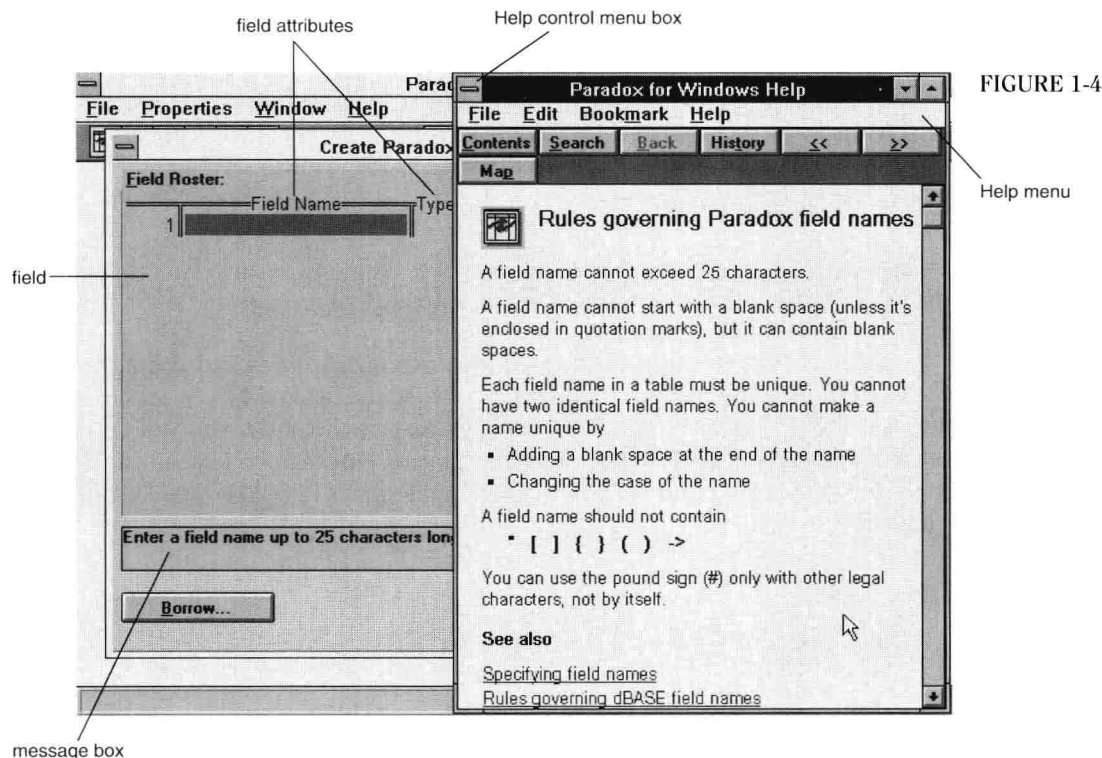 Help control menu box
field attributes
FIGURE 1-4
Parad
Paradox for Windows Help
File Properties Window Help
File Edit Bookmark Help
Create Paradox
Contents Search Back History << >>
Map
Help menu
Field Roster:
Field Name Type
1
Rules governing Paradox field names
field
A field name cannot exceed 25 characters.
A field name cannot start with a blank space (unless it's
enclosed in quotation marks), but it can contain blank
spaces.
Each field name in a table must be unique. You cannot
have two identical field names. You cannot make a
name unique by
▪ Adding a blank space at the end of the name
▪ Changing the case of the name
A field name should not contain
" [ ] { } ( ) ->
You can use the pound sign (#) only with other legal
characters, not by itself.
Enter a field name up to 25 characters long
Borrow...
See also
Specifying field names
Rules governing dBASE field names
message box